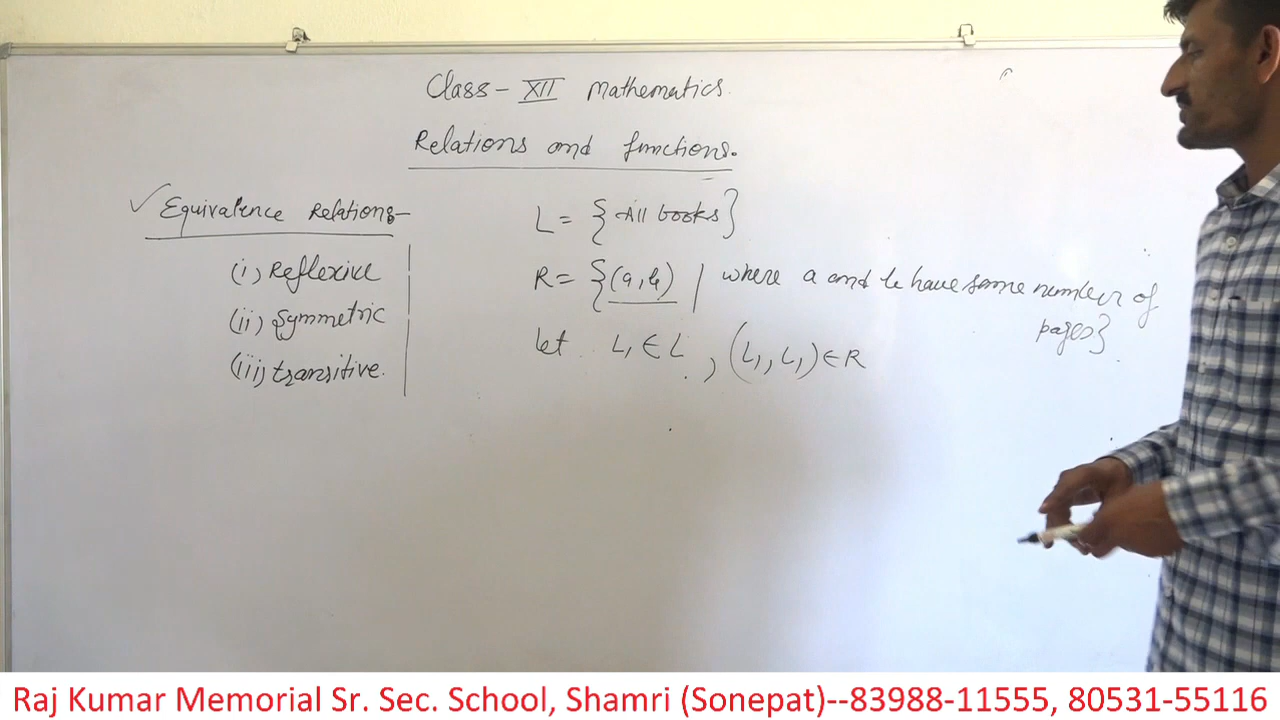 Class - XII Mathematics.
Relations and functions.
Equivalence Relations-
(i) Reflexive
(ii) Symmetric
(iii) transitive.
L = {All books}
R = {(a, b) | where a and b have same number of
pages}
let L₁ ∈ L , (L₁, L₁) ∈ R
Raj Kumar Memorial Sr. Sec. School, Shamri (Sonepat)--83988-11555, 80531-55116